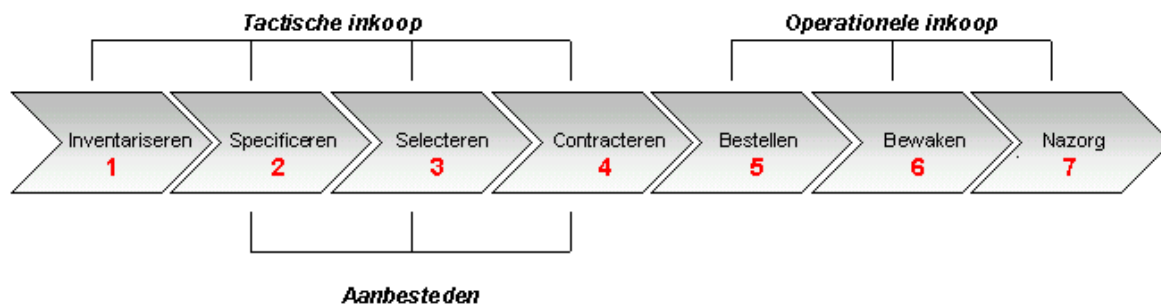 Tactische inkoop Operationele inkoop
Inventariseren Specificeren Selecteren Contracteren Bestellen Bewaken Nazorg
1 2 3 4 5 6 7
Aanbesteden